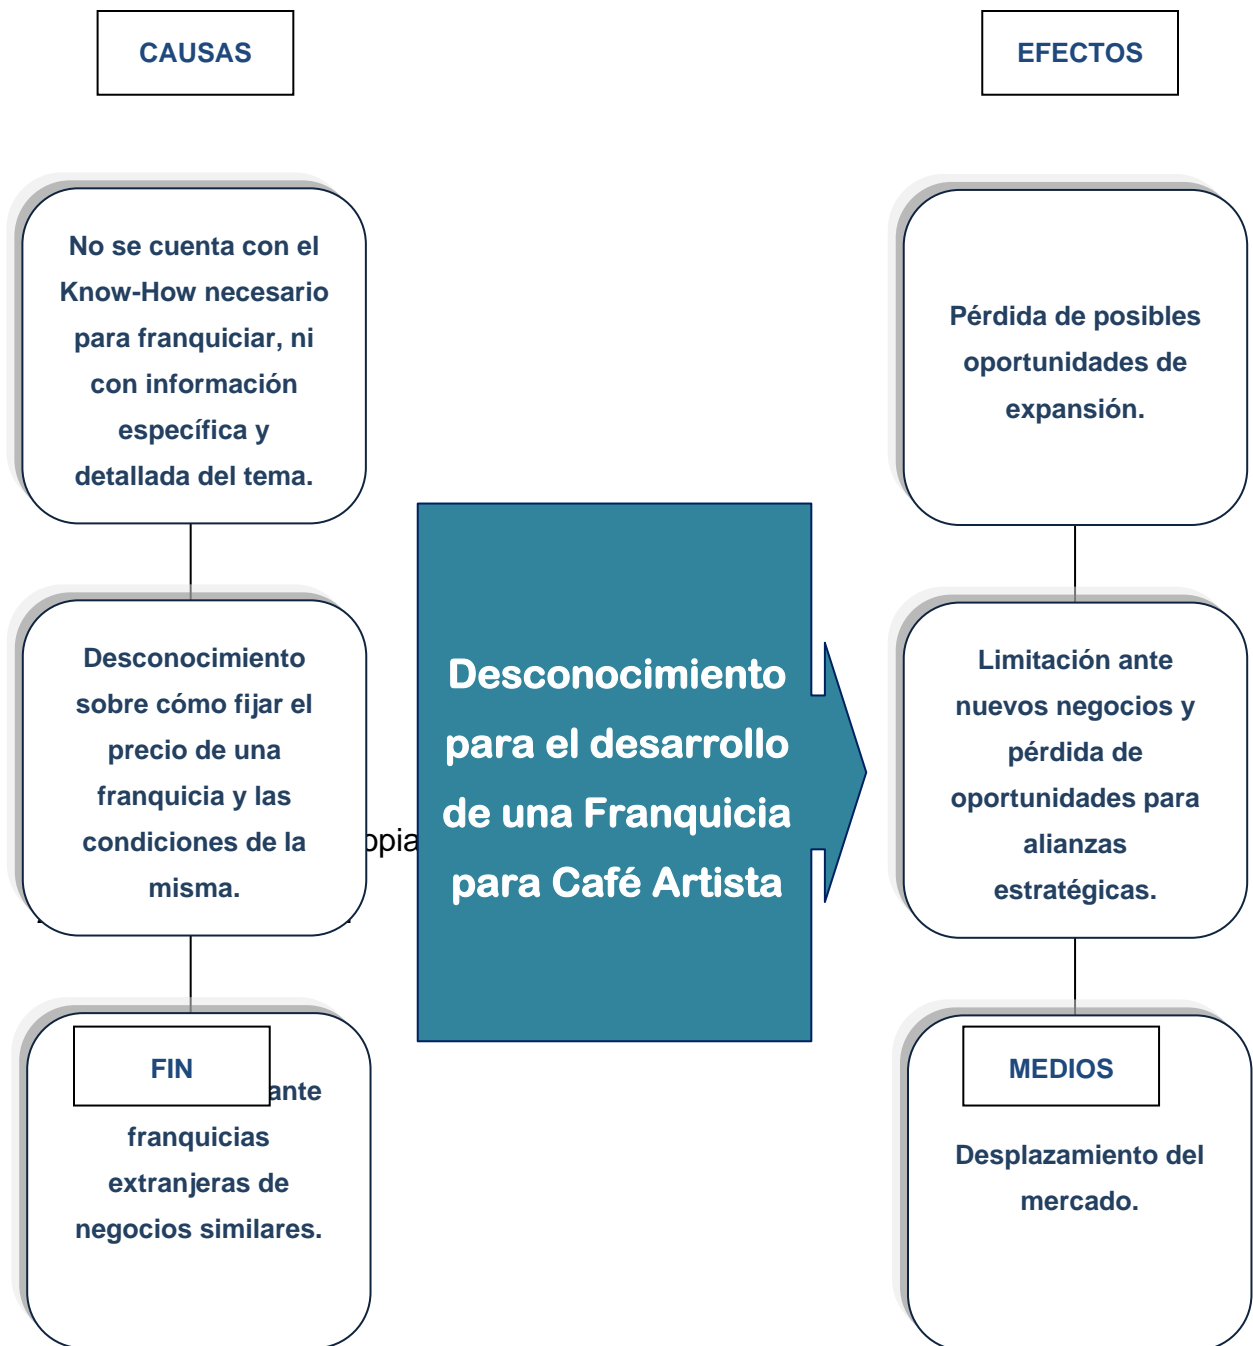 CAUSAS
No se cuenta con el
Know-How necesario
para franquiciar, ni
con información
específica y
detallada del tema.
Desconocimiento
sobre cómo fijar el
precio de una
franquicia y las
condiciones de la
misma.
FIN
ante
franquicias
extranjeras de
negocios similares.
Desconocimiento
para el desarrollo
de una Franquicia
para Café Artista
EFECTOS
Pérdida de posibles
oportunidades de
expansión.
Limitación ante
nuevos negocios y
pérdida de
oportunidades para
alianzas
estratégicas.
MEDIOS
Desplazamiento del
mercado.